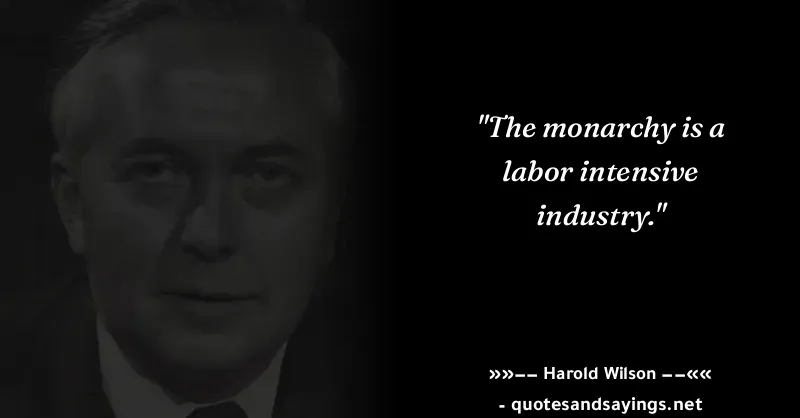 "The monarchy is a
labor intensive
industry."
»»–– Harold Wilson ––««
- quotesandsayings.net